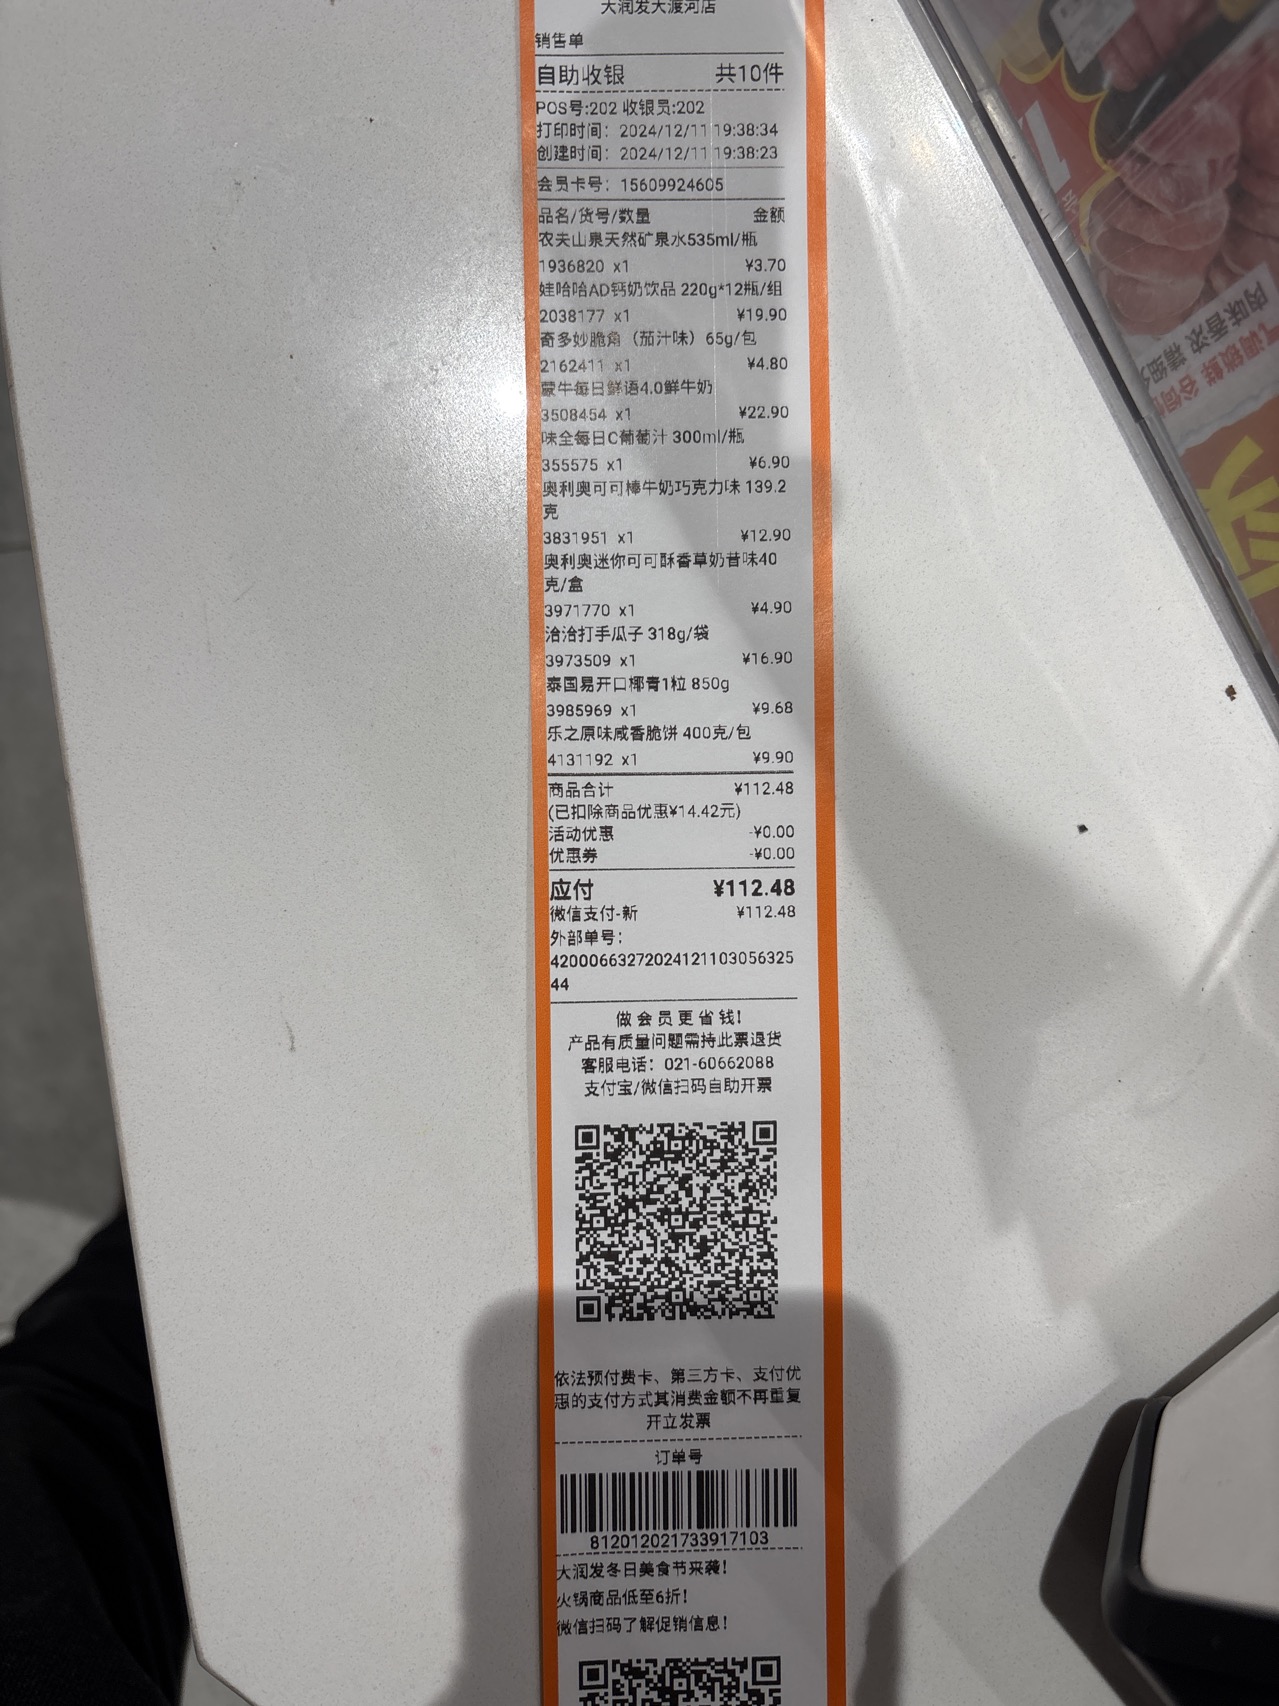 大润发大渡河店
销售单
自助收银 共10件
POS号:202 收银员:202
打印时间：2024/12/11 19:38:34
创建时间：2024/12/11 19:38:23
会员卡号：15609924605
品名/货号/数量 金额
农夫山泉天然矿泉水535ml/瓶
1936820 x1 ¥3.70
娃哈哈AD钙奶饮品 220g*12瓶/组
2038177 x1 ¥19.90
奇多妙脆角（茄汁味）65g/包
2162411 x1 ¥4.80
蒙牛每日鲜语4.0鲜牛奶
3508454 x1 ¥22.90
味全每日C葡萄汁 300ml/瓶
355575 x1 ¥6.90
奥利奥可可棒牛奶巧克力味 139.2
克
3831951 x1 ¥12.90
奥利奥迷你可可酥香草奶昔味40
克/盒
3971770 x1 ¥4.90
洽洽打手瓜子 318g/袋
3973509 x1 ¥16.90
泰国易开口椰青1粒 850g
3985969 x1 ¥9.68
乐之原味咸香脆饼 400克/包
4131192 x1 ¥9.90
商品合计 ¥112.48
(已扣除商品优惠¥14.42元)
活动优惠 -¥0.00
优惠券 -¥0.00
应付 ¥112.48
微信支付-新 ¥112.48
外部单号：
42000663272024121103056325
44
做会员更省钱！
产品有质量问题需持此票退货
客服电话：021-60662088
支付宝/微信扫码自助开票
依法预付费卡、第三方卡、支付优
惠的支付方式其消费金额不再重复
开立发票
订单号
812012021733917103
大润发冬日美食节来袭！
火锅商品低至6折！
微信扫码了解促销信息！
肉味香浓 精细
气调锁鲜 谷饲